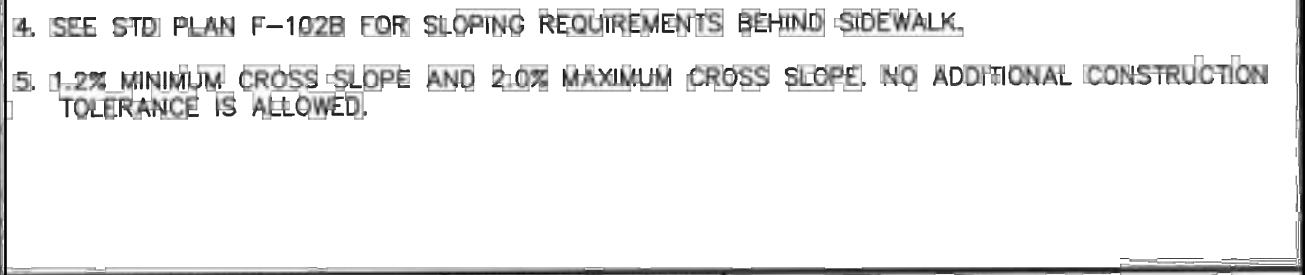 4. SEE STD PLAN F-102B FOR SLOPING REQUIREMENTS BEHIND SIDEWALK.
5. 1.2% MINIMUM CROSS SLOPE AND 2.0% MAXIMUM CROSS SLOPE. NO ADDITIONAL CONSTRUCTION
TOLERANCE IS ALLOWED.